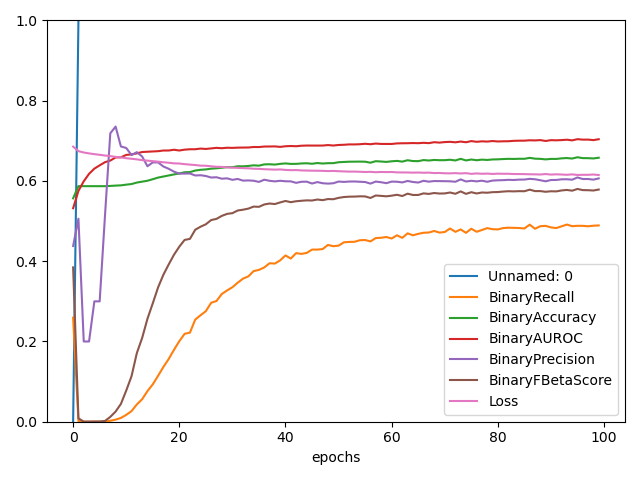 1.0
0.8
0.6
0.4
0.2
0.0
Unnamed: 0
BinaryRecall
BinaryAccuracy
BinaryAUROC
BinaryPrecision
BinaryFBetaScore
Loss
0 20 40 60 80 100
epochs